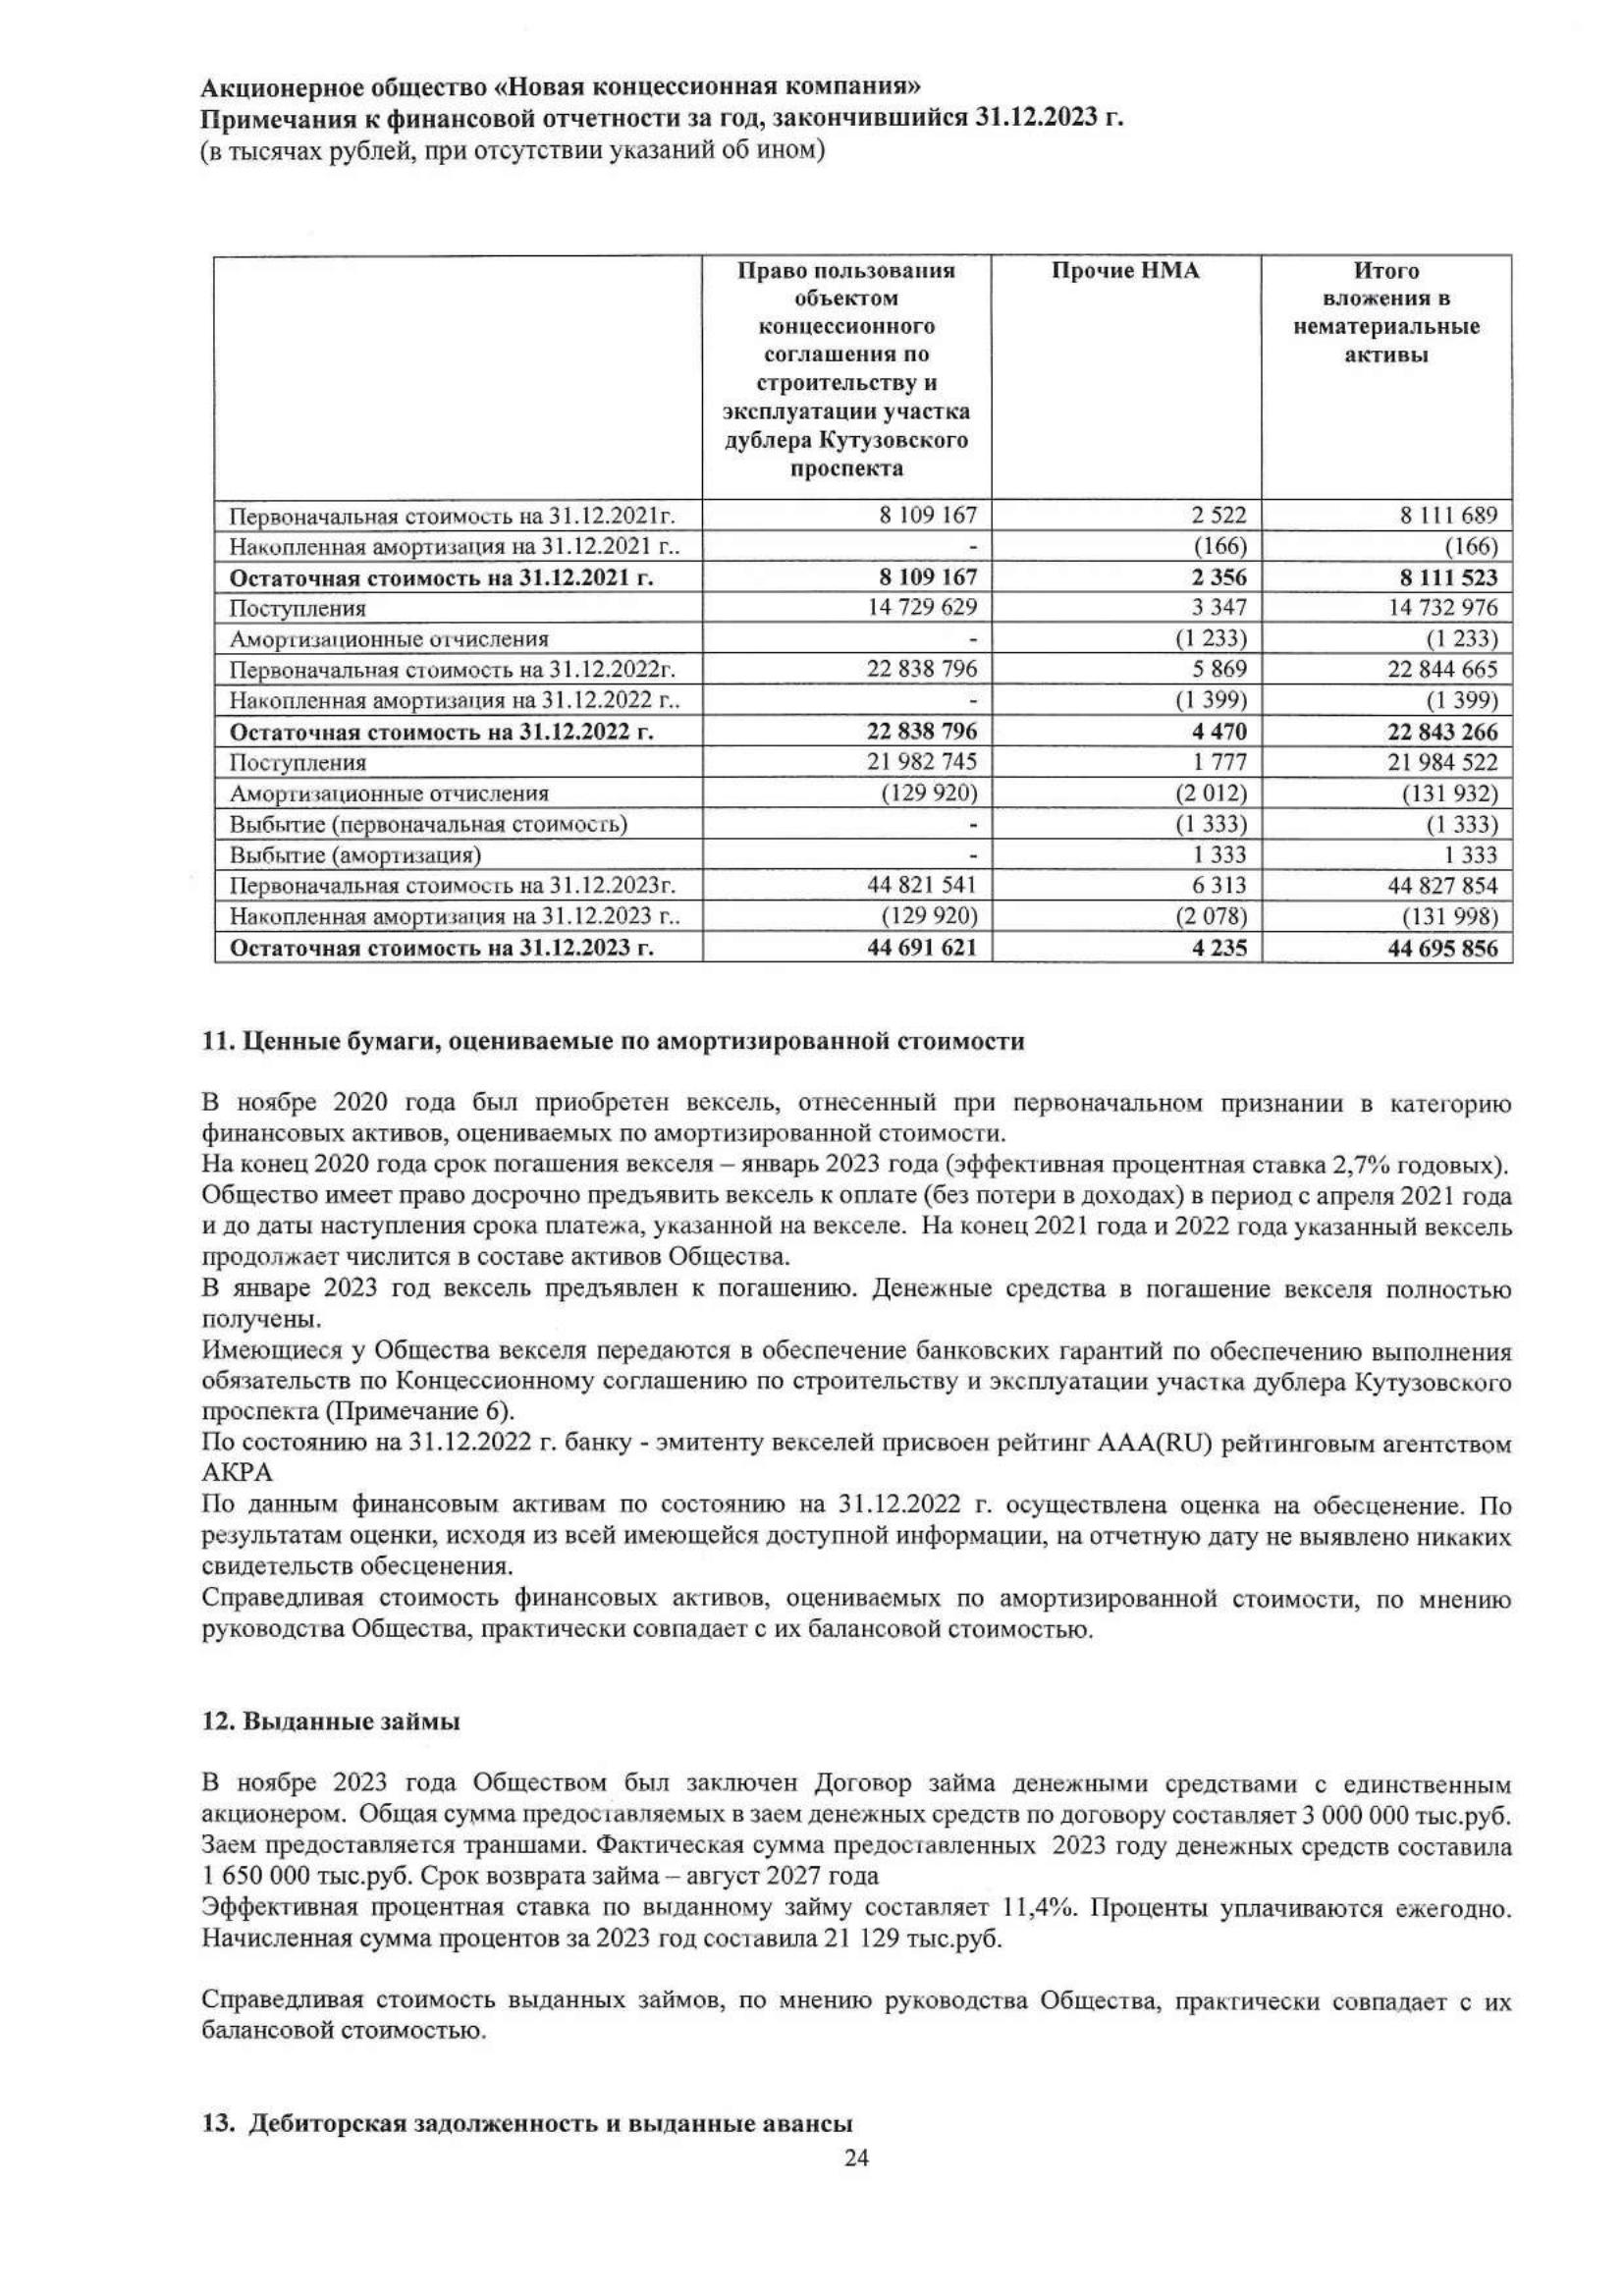 Акционерное общество «Новая концессионная компания»
Примечания к финансовой отчетности за год, закончившийся 31.12.2023 г.
(в тысячах рублей, при отсутствии указаний об ином)
Право пользования объектом концессионного соглашения по строительству и эксплуатации участка дублера Кутузовского проспекта Прочие НМА Итого вложения в нематериальные активы
Первоначальная стоимость на 31.12.2021г. 8 109 167 2 522 8 111 689
Накопленная амортизация на 31.12.2021 г.. - (166) (166)
Остаточная стоимость на 31.12.2021 г. 8 109 167 2 356 8 111 523
Поступления 14 729 629 3 347 14 732 976
Амортизационные отчисления - (1 233) (1 233)
Первоначальная стоимость на 31.12.2022г. 22 838 796 5 869 22 844 665
Накопленная амортизация на 31.12.2022 г.. - (1 399) (1 399)
Остаточная стоимость на 31.12.2022 г. 22 838 796 4 470 22 843 266
Поступления 21 982 745 1 777 21 984 522
Амортизационные отчисления (129 920) (2 012) (131 932)
Выбытие (первоначальная стоимость) - (1 333) (1 333)
Выбытие (амортизация) - 1 333 1 333
Первоначальная стоимость на 31.12.2023г. 44 821 541 6 313 44 827 854
Накопленная амортизация на 31.12.2023 г.. (129 920) (2 078) (131 998)
Остаточная стоимость на 31.12.2023 г. 44 691 621 4 235 44 695 856
11. Ценные бумаги, оцениваемые по амортизированной стоимости
В ноябре 2020 года был приобретен вексель, отнесенный при первоначальном признании в категорию
финансовых активов, оцениваемых по амортизированной стоимости.
На конец 2020 года срок погашения векселя – январь 2023 года (эффективная процентная ставка 2,7% годовых).
Общество имеет право досрочно предъявить вексель к оплате (без потери в доходах) в период с апреля 2021 года
и до даты наступления срока платежа, указанной на векселе. На конец 2021 года и 2022 года указанный вексель
продолжает числится в составе активов Общества.
В январе 2023 год вексель предъявлен к погашению. Денежные средства в погашение векселя полностью
получены.
Имеющиеся у Общества векселя передаются в обеспечение банковских гарантий по обеспечению выполнения
обязательств по Концессионному соглашению по строительству и эксплуатации участка дублера Кутузовского
проспекта (Примечание 6).
По состоянию на 31.12.2022 г. банку - эмитенту векселей присвоен рейтинг AAA(RU) рейтинговым агентством
АКРА
По данным финансовым активам по состоянию на 31.12.2022 г. осуществлена оценка на обесценение. По
результатам оценки, исходя из всей имеющейся доступной информации, на отчетную дату не выявлено никаких
свидетельств обесценения.
Справедливая стоимость финансовых активов, оцениваемых по амортизированной стоимости, по мнению
руководства Общества, практически совпадает с их балансовой стоимостью.
12. Выданные займы
В ноябре 2023 года Обществом был заключен Договор займа денежными средствами с единственным
акционером. Общая сумма предоставляемых в заем денежных средств по договору составляет 3 000 000 тыс.руб.
Заем предоставляется траншами. Фактическая сумма предоставленных 2023 году денежных средств составила
1 650 000 тыс.руб. Срок возврата займа – август 2027 года
Эффективная процентная ставка по выданному займу составляет 11,4%. Проценты уплачиваются ежегодно.
Начисленная сумма процентов за 2023 год составила 21 129 тыс.руб.
Справедливая стоимость выданных займов, по мнению руководства Общества, практически совпадает с их
балансовой стоимостью.
13. Дебиторская задолженность и выданные авансы
24